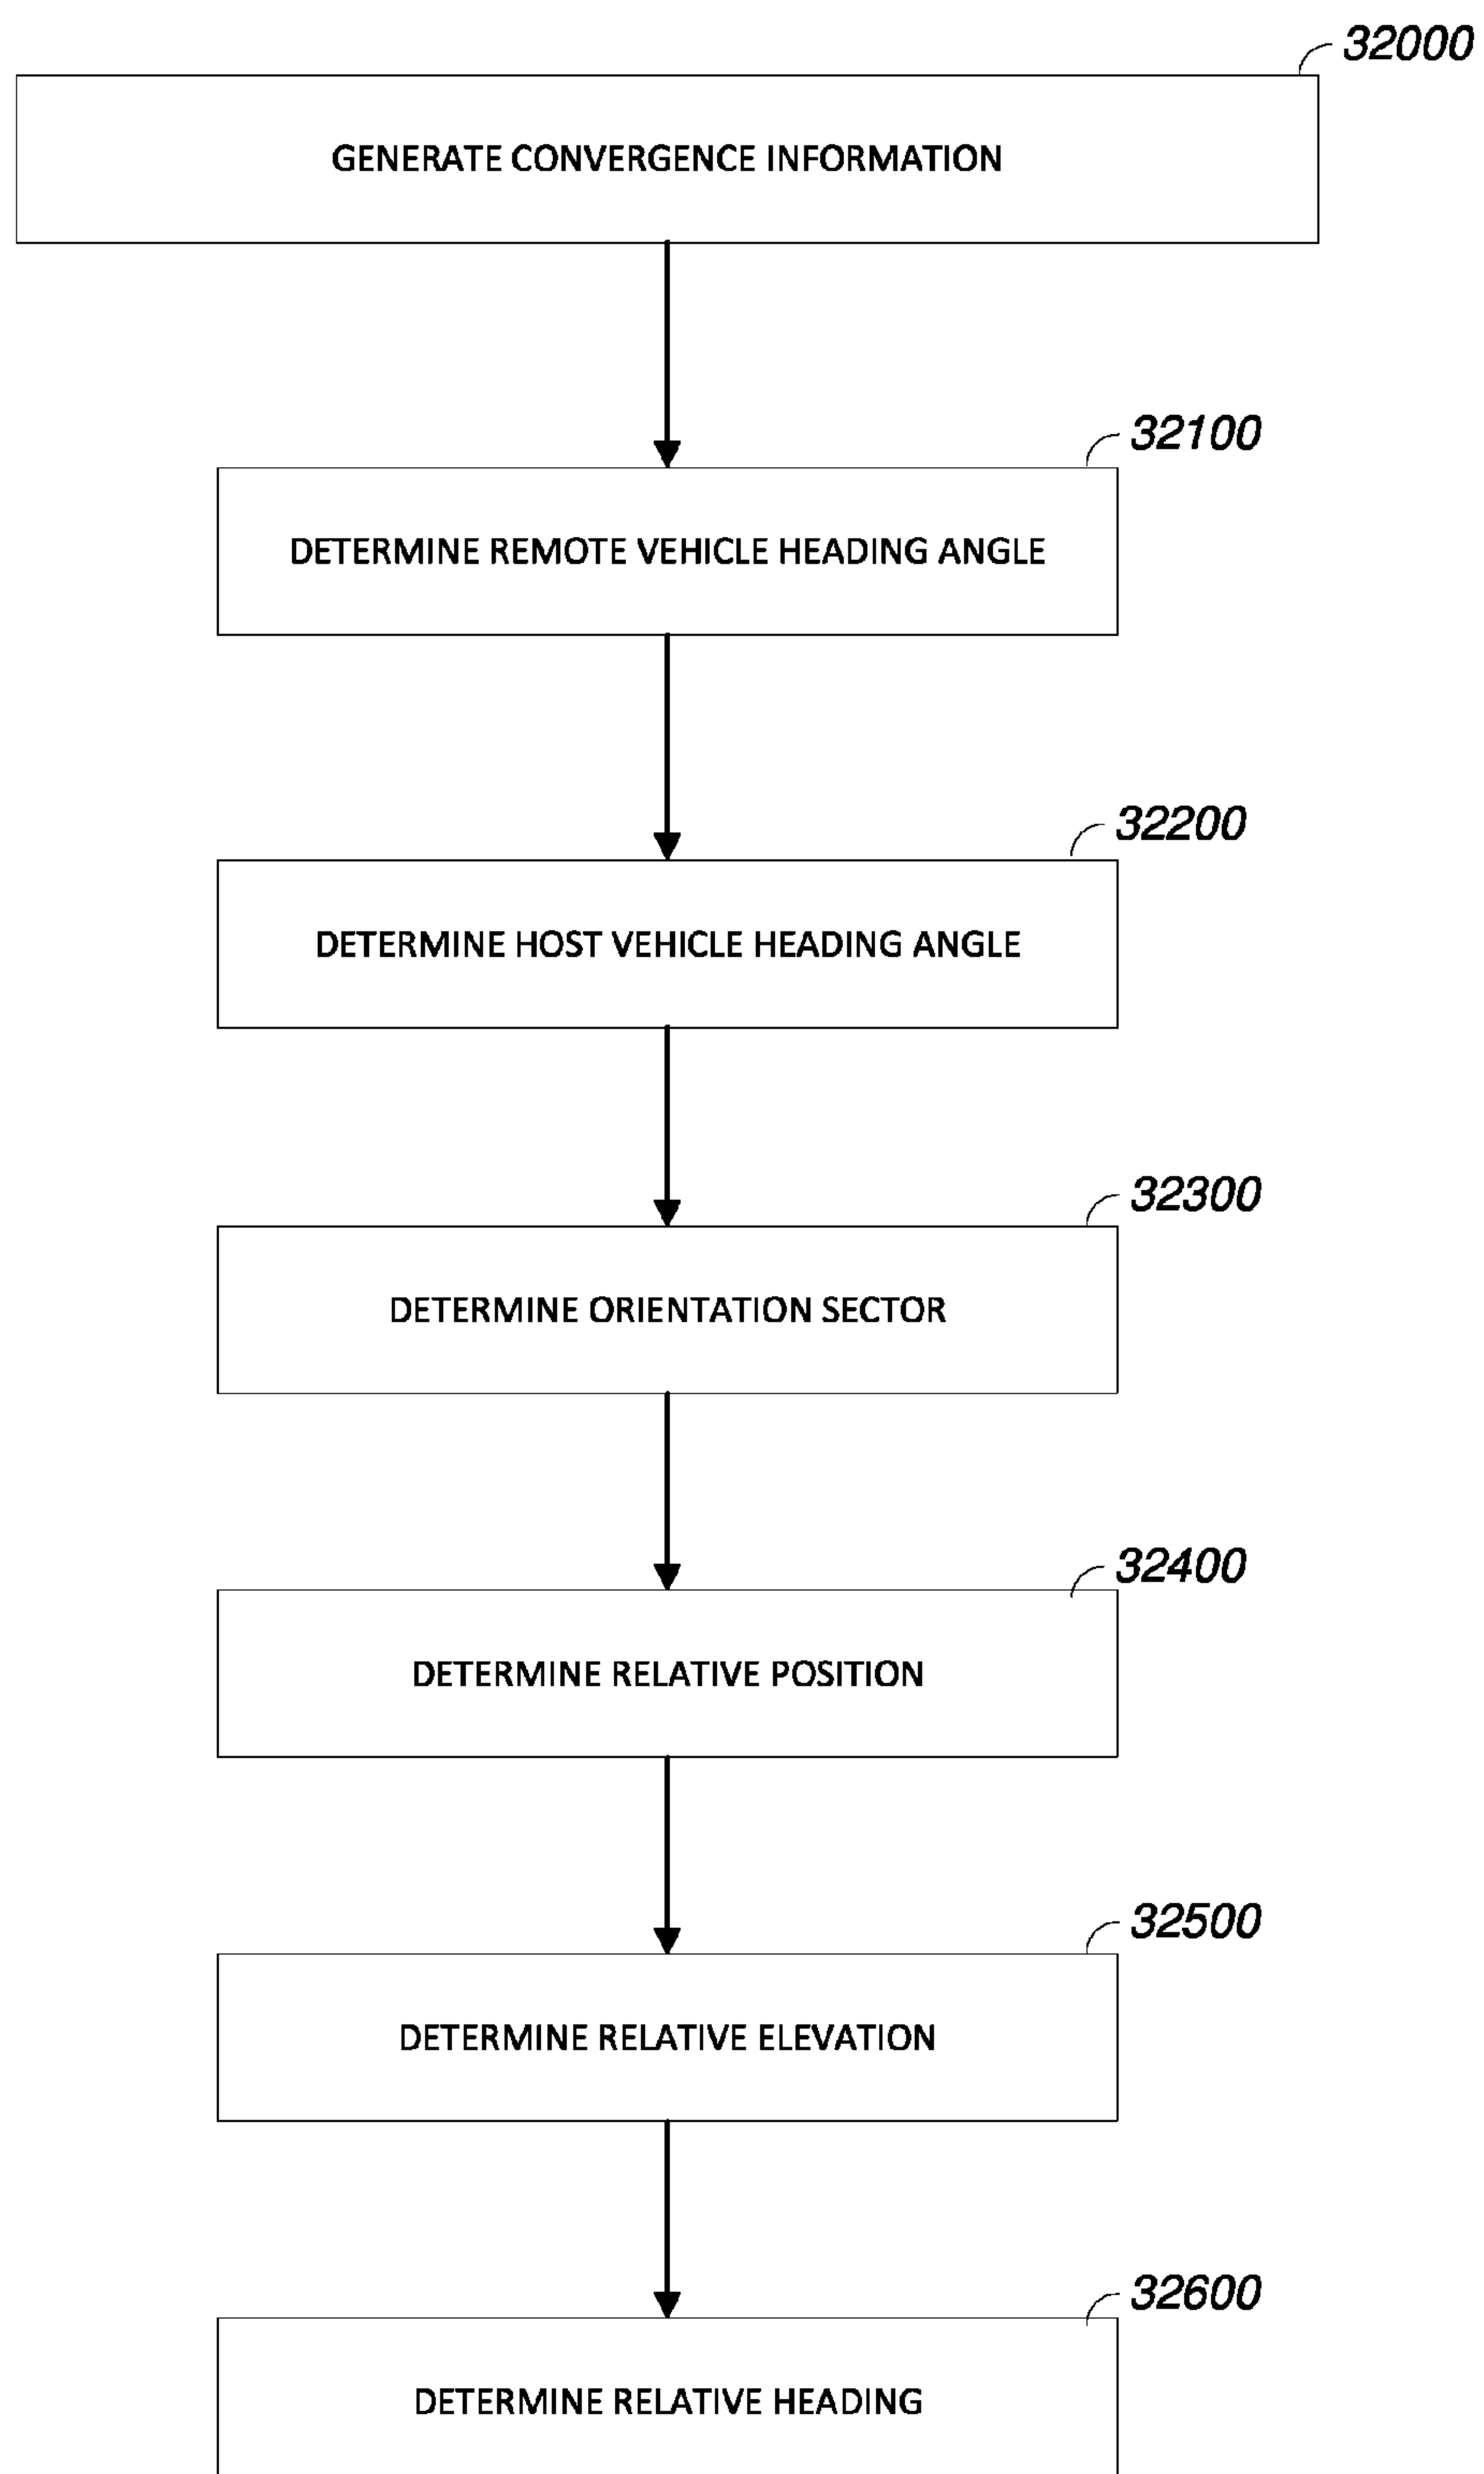 32000
GENERATE CONVERGENCE INFORMATION
32100
DETERMINE REMOTE VEHICLE HEADING ANGLE
32200
DETERMINE HOST VEHICLE HEADING ANGLE
32300
DETERMINE ORIENTATION SECTOR
32400
DETERMINE RELATIVE POSITION
32500
DETERMINE RELATIVE ELEVATION
32600
DETERMINE RELATIVE HEADING